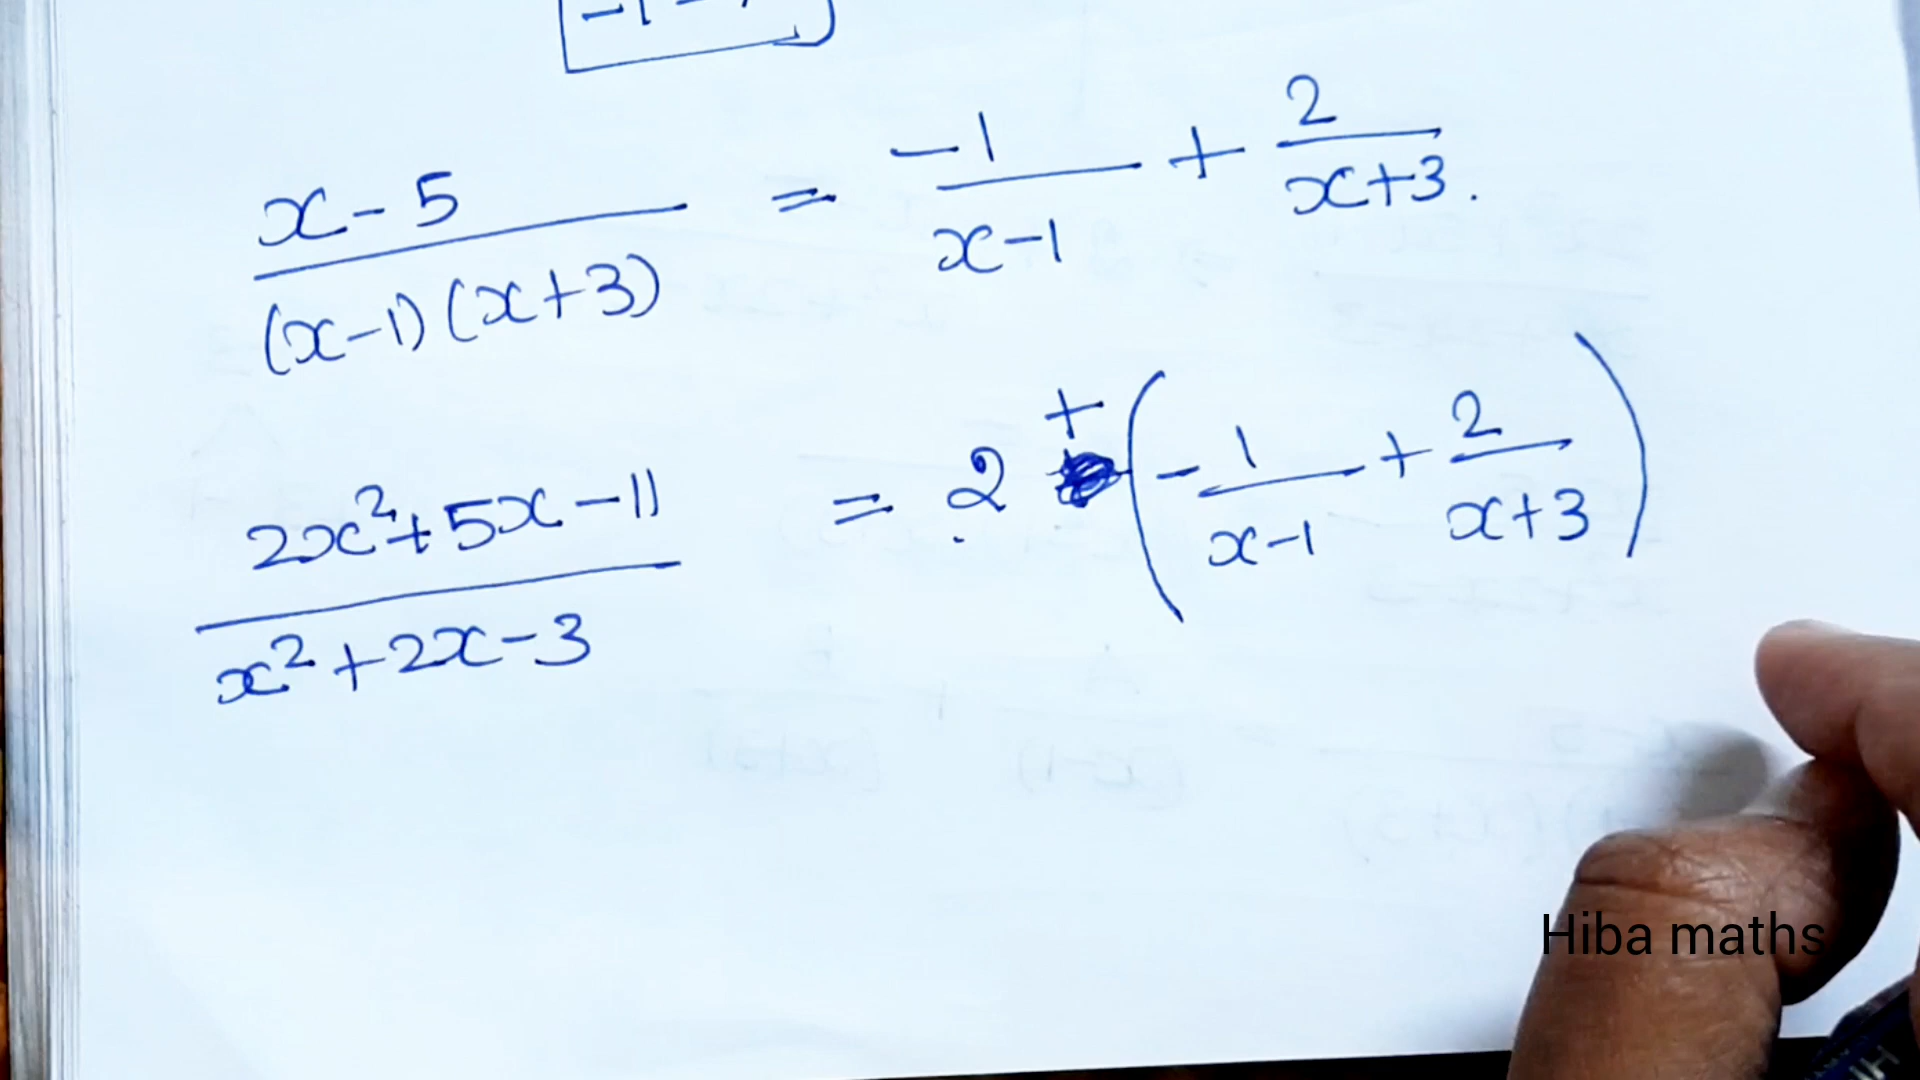 x-5/(x-1)(x+3) = -1/x-1 + 2/x+3.
2x²+5x-11/x²+2x-3 = 2 + (-1/x-1 + 2/x+3)
Hiba maths